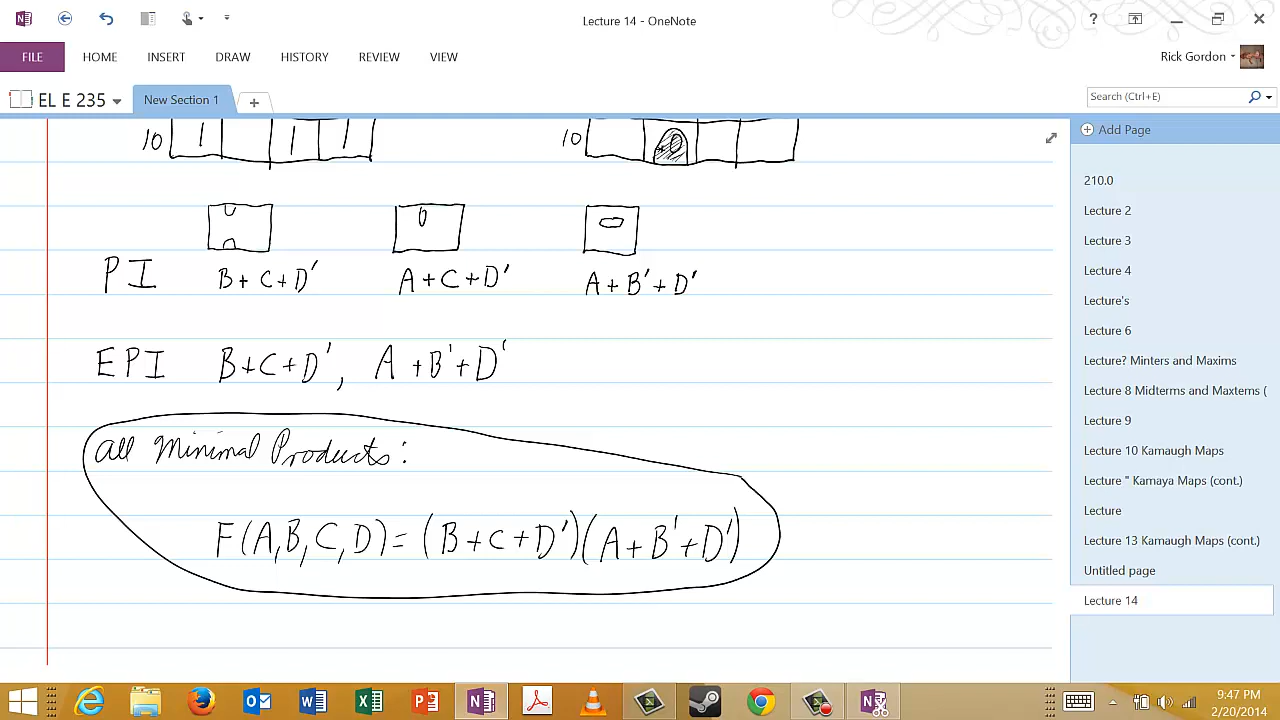 Lecture 14 - OneNote
?
FILE HOME INSERT DRAW HISTORY REVIEW VIEW
Rick Gordon
EL E 235 New Section 1 +
Search (Ctrl+E)
Add Page
210.0
Lecture 2
Lecture 3
Lecture 4
Lecture's
Lecture 6
Lecture? Minters and Maxims
Lecture 8 Midterms and Maxtems (
Lecture 9
Lecture 10 Kamaugh Maps
Lecture " Kamaya Maps (cont.)
Lecture
Lecture 13 Kamaugh Maps (cont.)
Untitled page
Lecture 14
10 1 1 1
10 0
PI B+C+D' A+C+D' A+B'+D'
EPI B+C+D', A+B'+D'
All Minimal Products:
F(A,B,C,D)=(B+C+D')(A+B'+D')
9:47 PM
2/20/2014